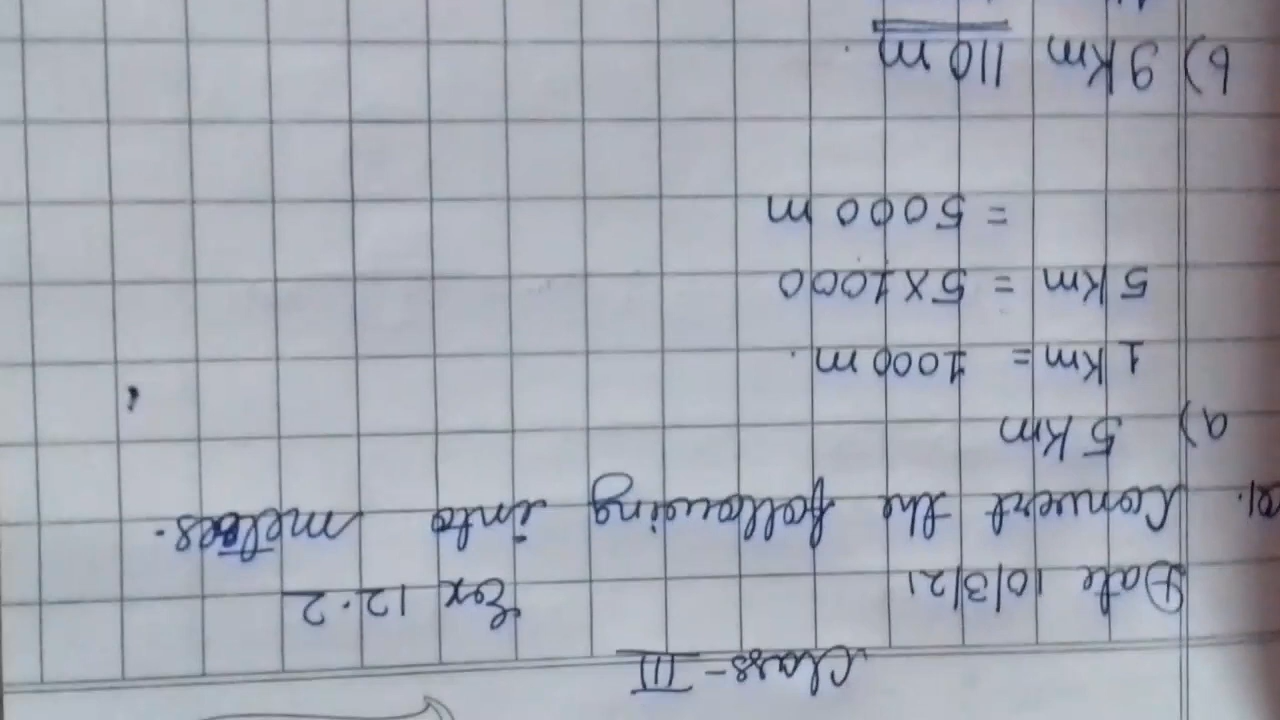 Class-III
Date 10/3/21 Ex 12.2
Q1. Convert the following into metres.
a) 5 Km
1 Km = 1000 m.
5 Km = 5x1000
= 5000 m
b) 9 Km 110 m.